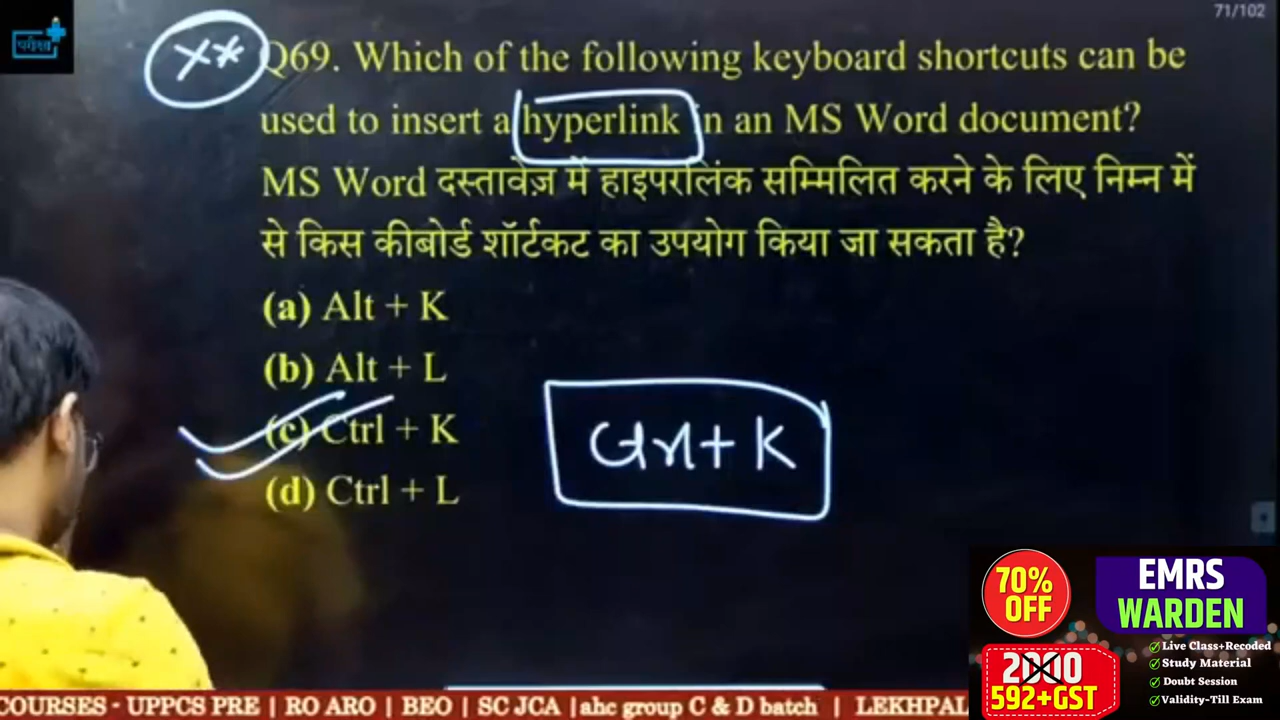 71/102
परीक्षा
Q69. Which of the following keyboard shortcuts can be
used to insert a hyperlink in an MS Word document?
MS Word दस्तावेज़ में हाइपरलिंक सम्मिलित करने के लिए निम्न में
से किस कीबोर्ड शॉर्टकट का उपयोग किया जा सकता है?
(a) Alt + K
(b) Alt + L
(c) Ctrl + K
(d) Ctrl + L
Ctrl + K
70%
OFF
EMRS
WARDEN
2000
592+GST
Live Class+Recoded
Study Material
Doubt Session
Validity-Till Exam
COURSES - UPPCS PRE | RO ARO | BEO | SC JCA |ahc group C & D batch | LEKHPAL